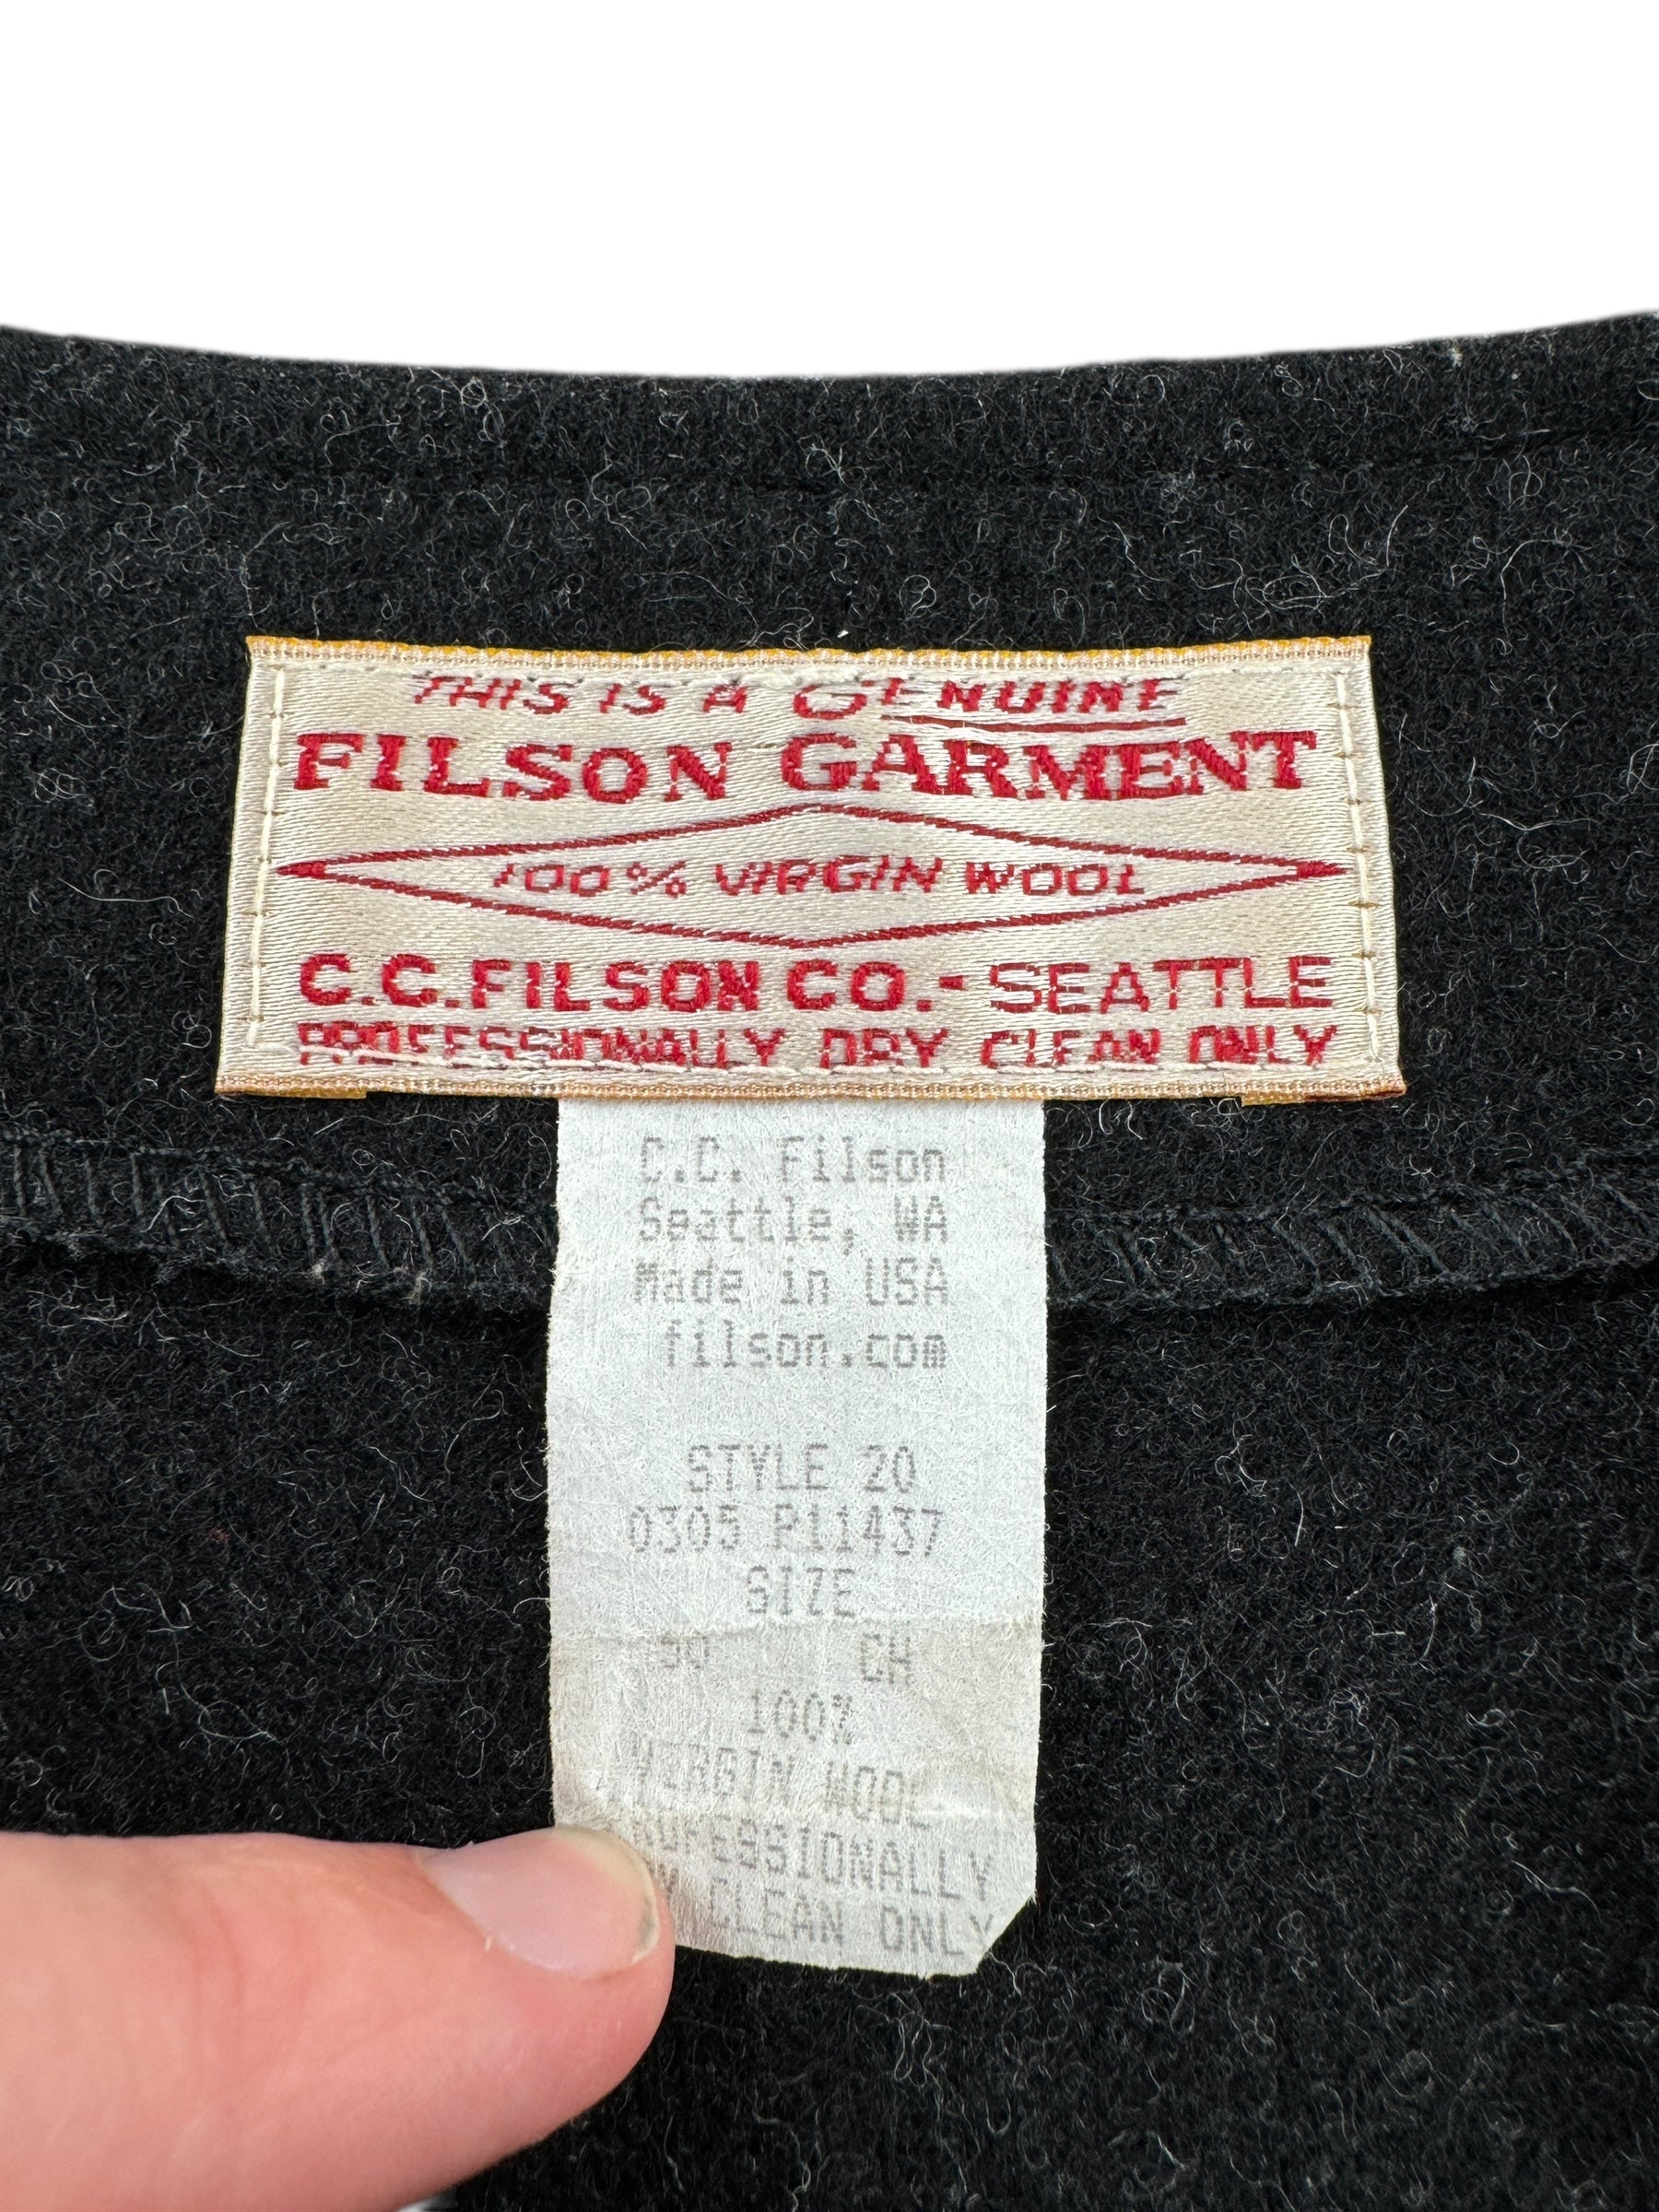 THIS IS A GENUINE
FILSON GARMENT
100% VIRGIN WOOL
C.C. FILSON CO. - SEATTLE
PROFESSIONALLY DRY CLEAN ONLY
C.C. Filson
Seattle, WA
Made in USA
filson.com
STYLE 20
0305 P11437
SIZE
CH
100%
VIRGIN WOOL
PROFESSIONALLY
CLEAN ONLY